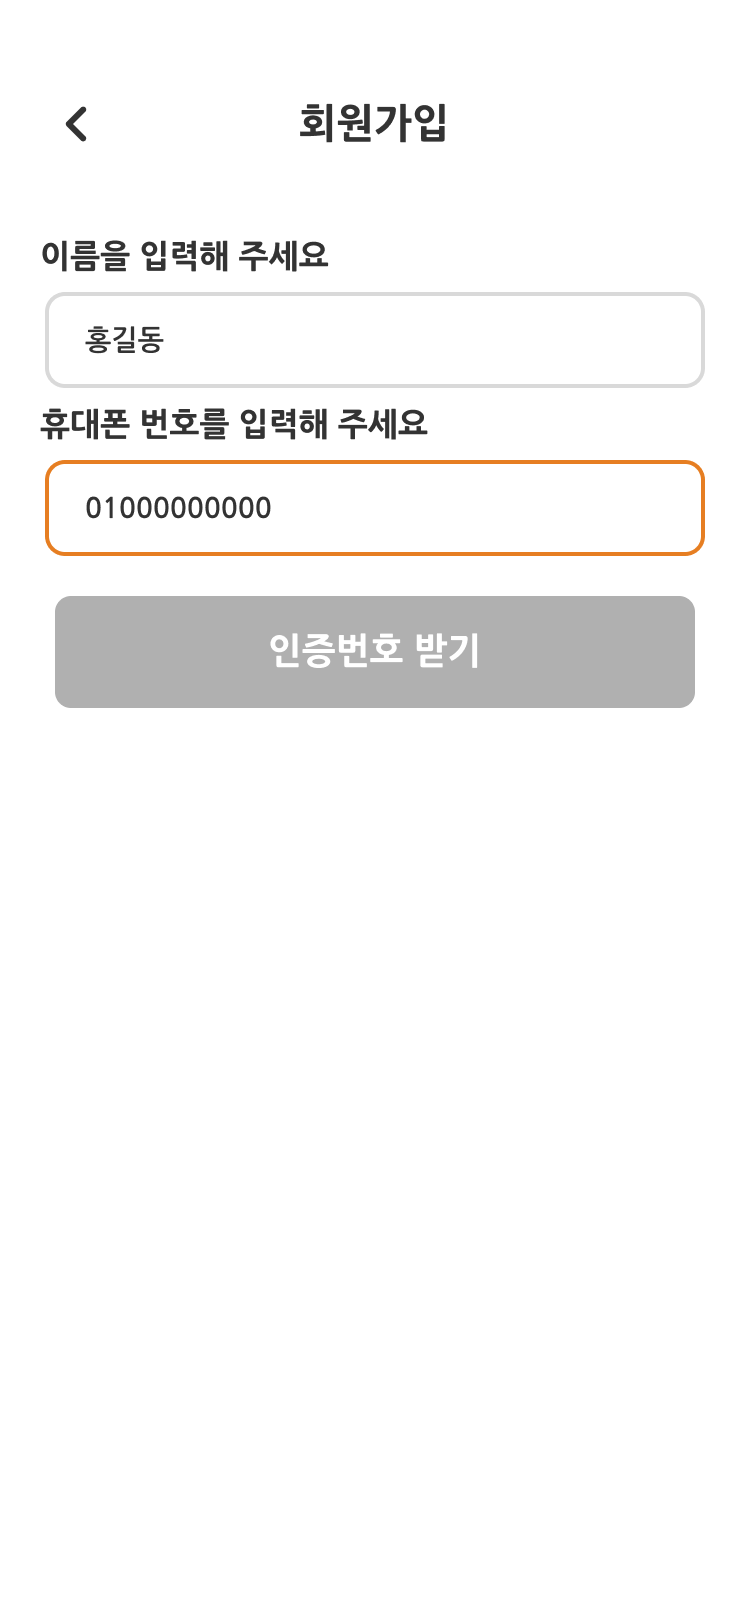 회원가입
이름을 입력해 주세요
홍길동
휴대폰 번호를 입력해 주세요
01000000000
인증번호 받기